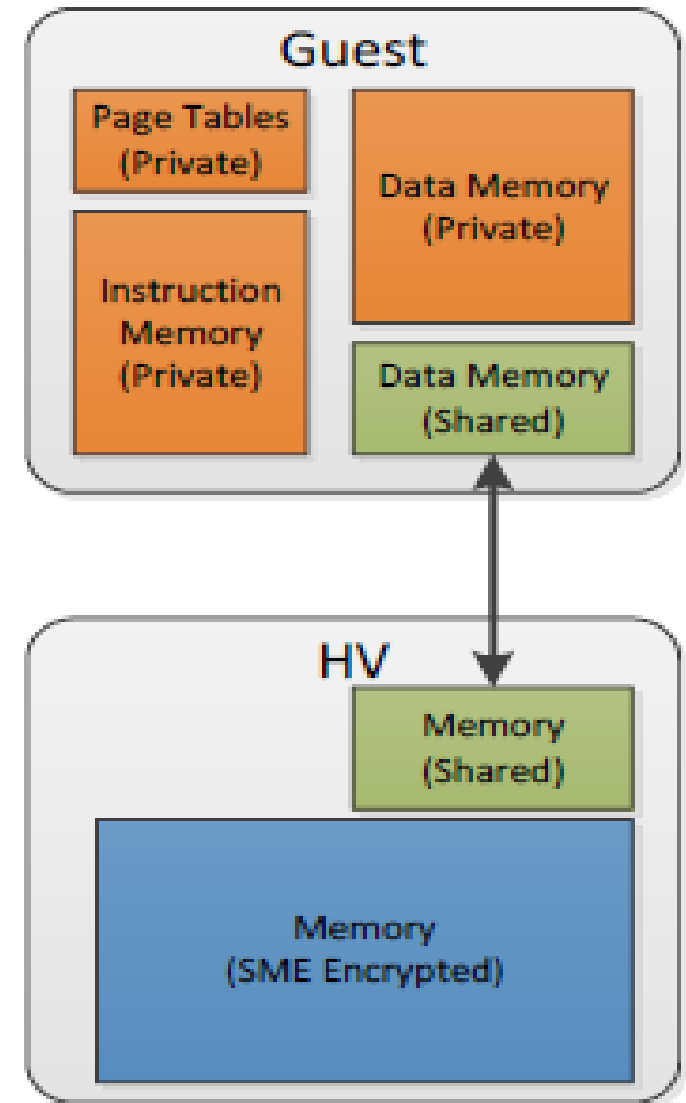 Guest
Page Tables
(Private)
Data Memory
(Private)
Instruction
Memory
(Private)
Data Memory
(Shared)
HV
Memory
(Shared)
Memory
(SME Encrypted)